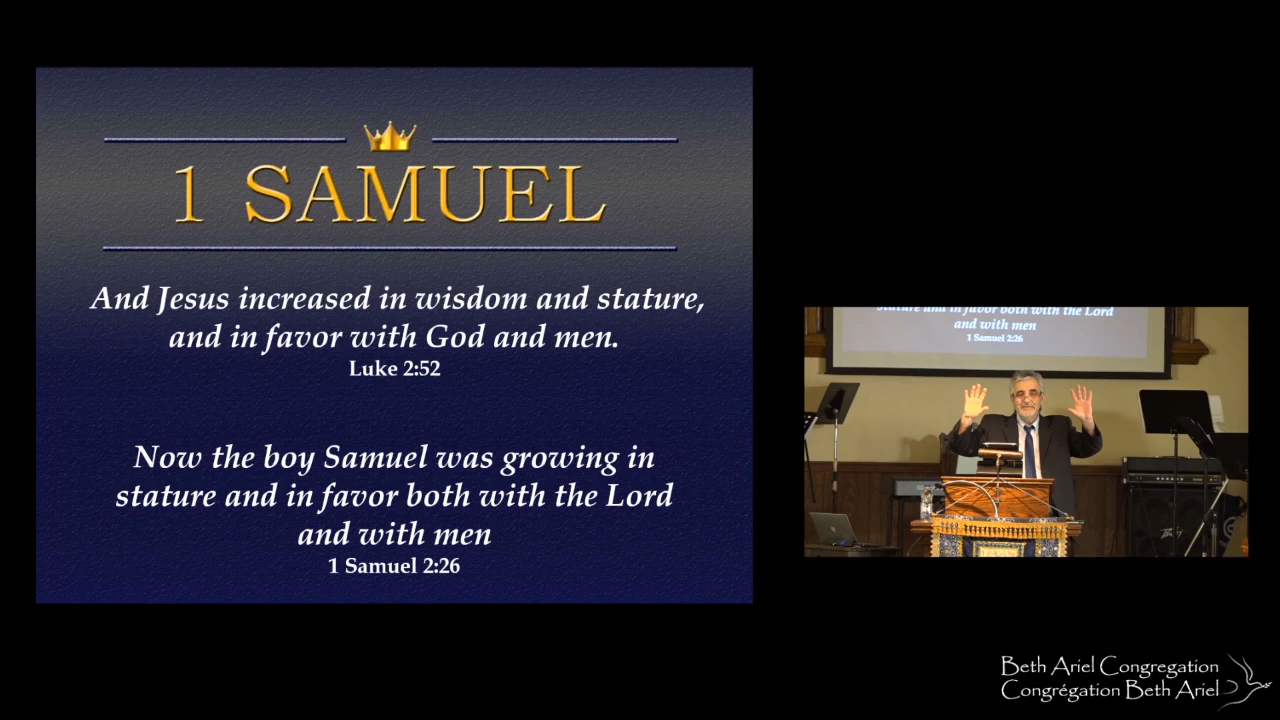 1 SAMUEL
And Jesus increased in wisdom and stature,
and in favor with God and men.
Luke 2:52
Now the boy Samuel was growing in
stature and in favor both with the Lord
and with men
1 Samuel 2:26
stature and in favor both with the Lord
and with men
1 Samuel 2:26
PEAVEY
Beth Ariel Congregation
Congrégation Beth Ariel